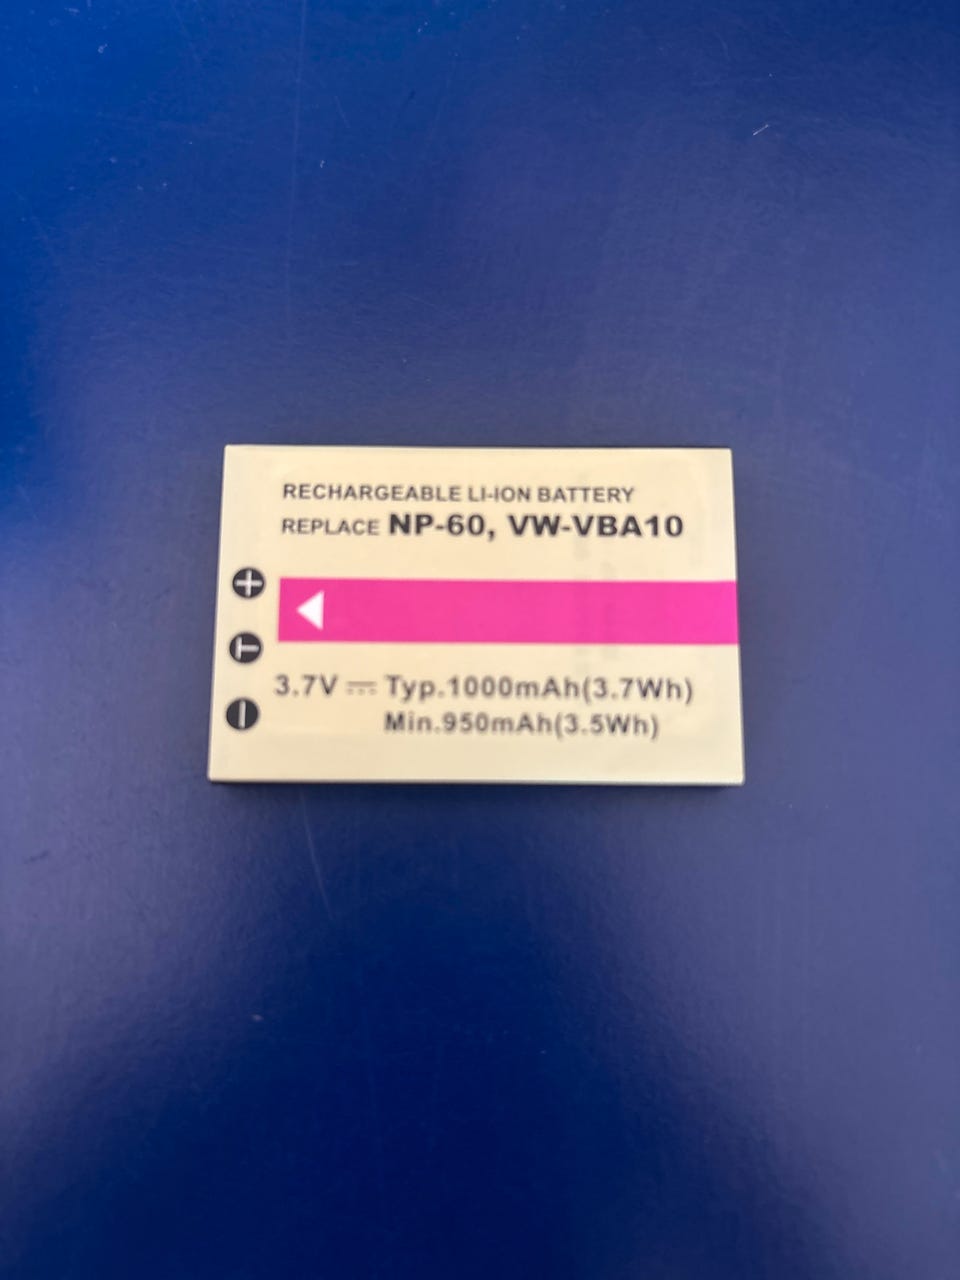 RECHARGEABLE LI-ION BATTERY
REPLACE NP-60, VW-VBA10
+
T
3.7V ⎓ Typ.1000mAh(3.7Wh)
Min.950mAh(3.5Wh)
−